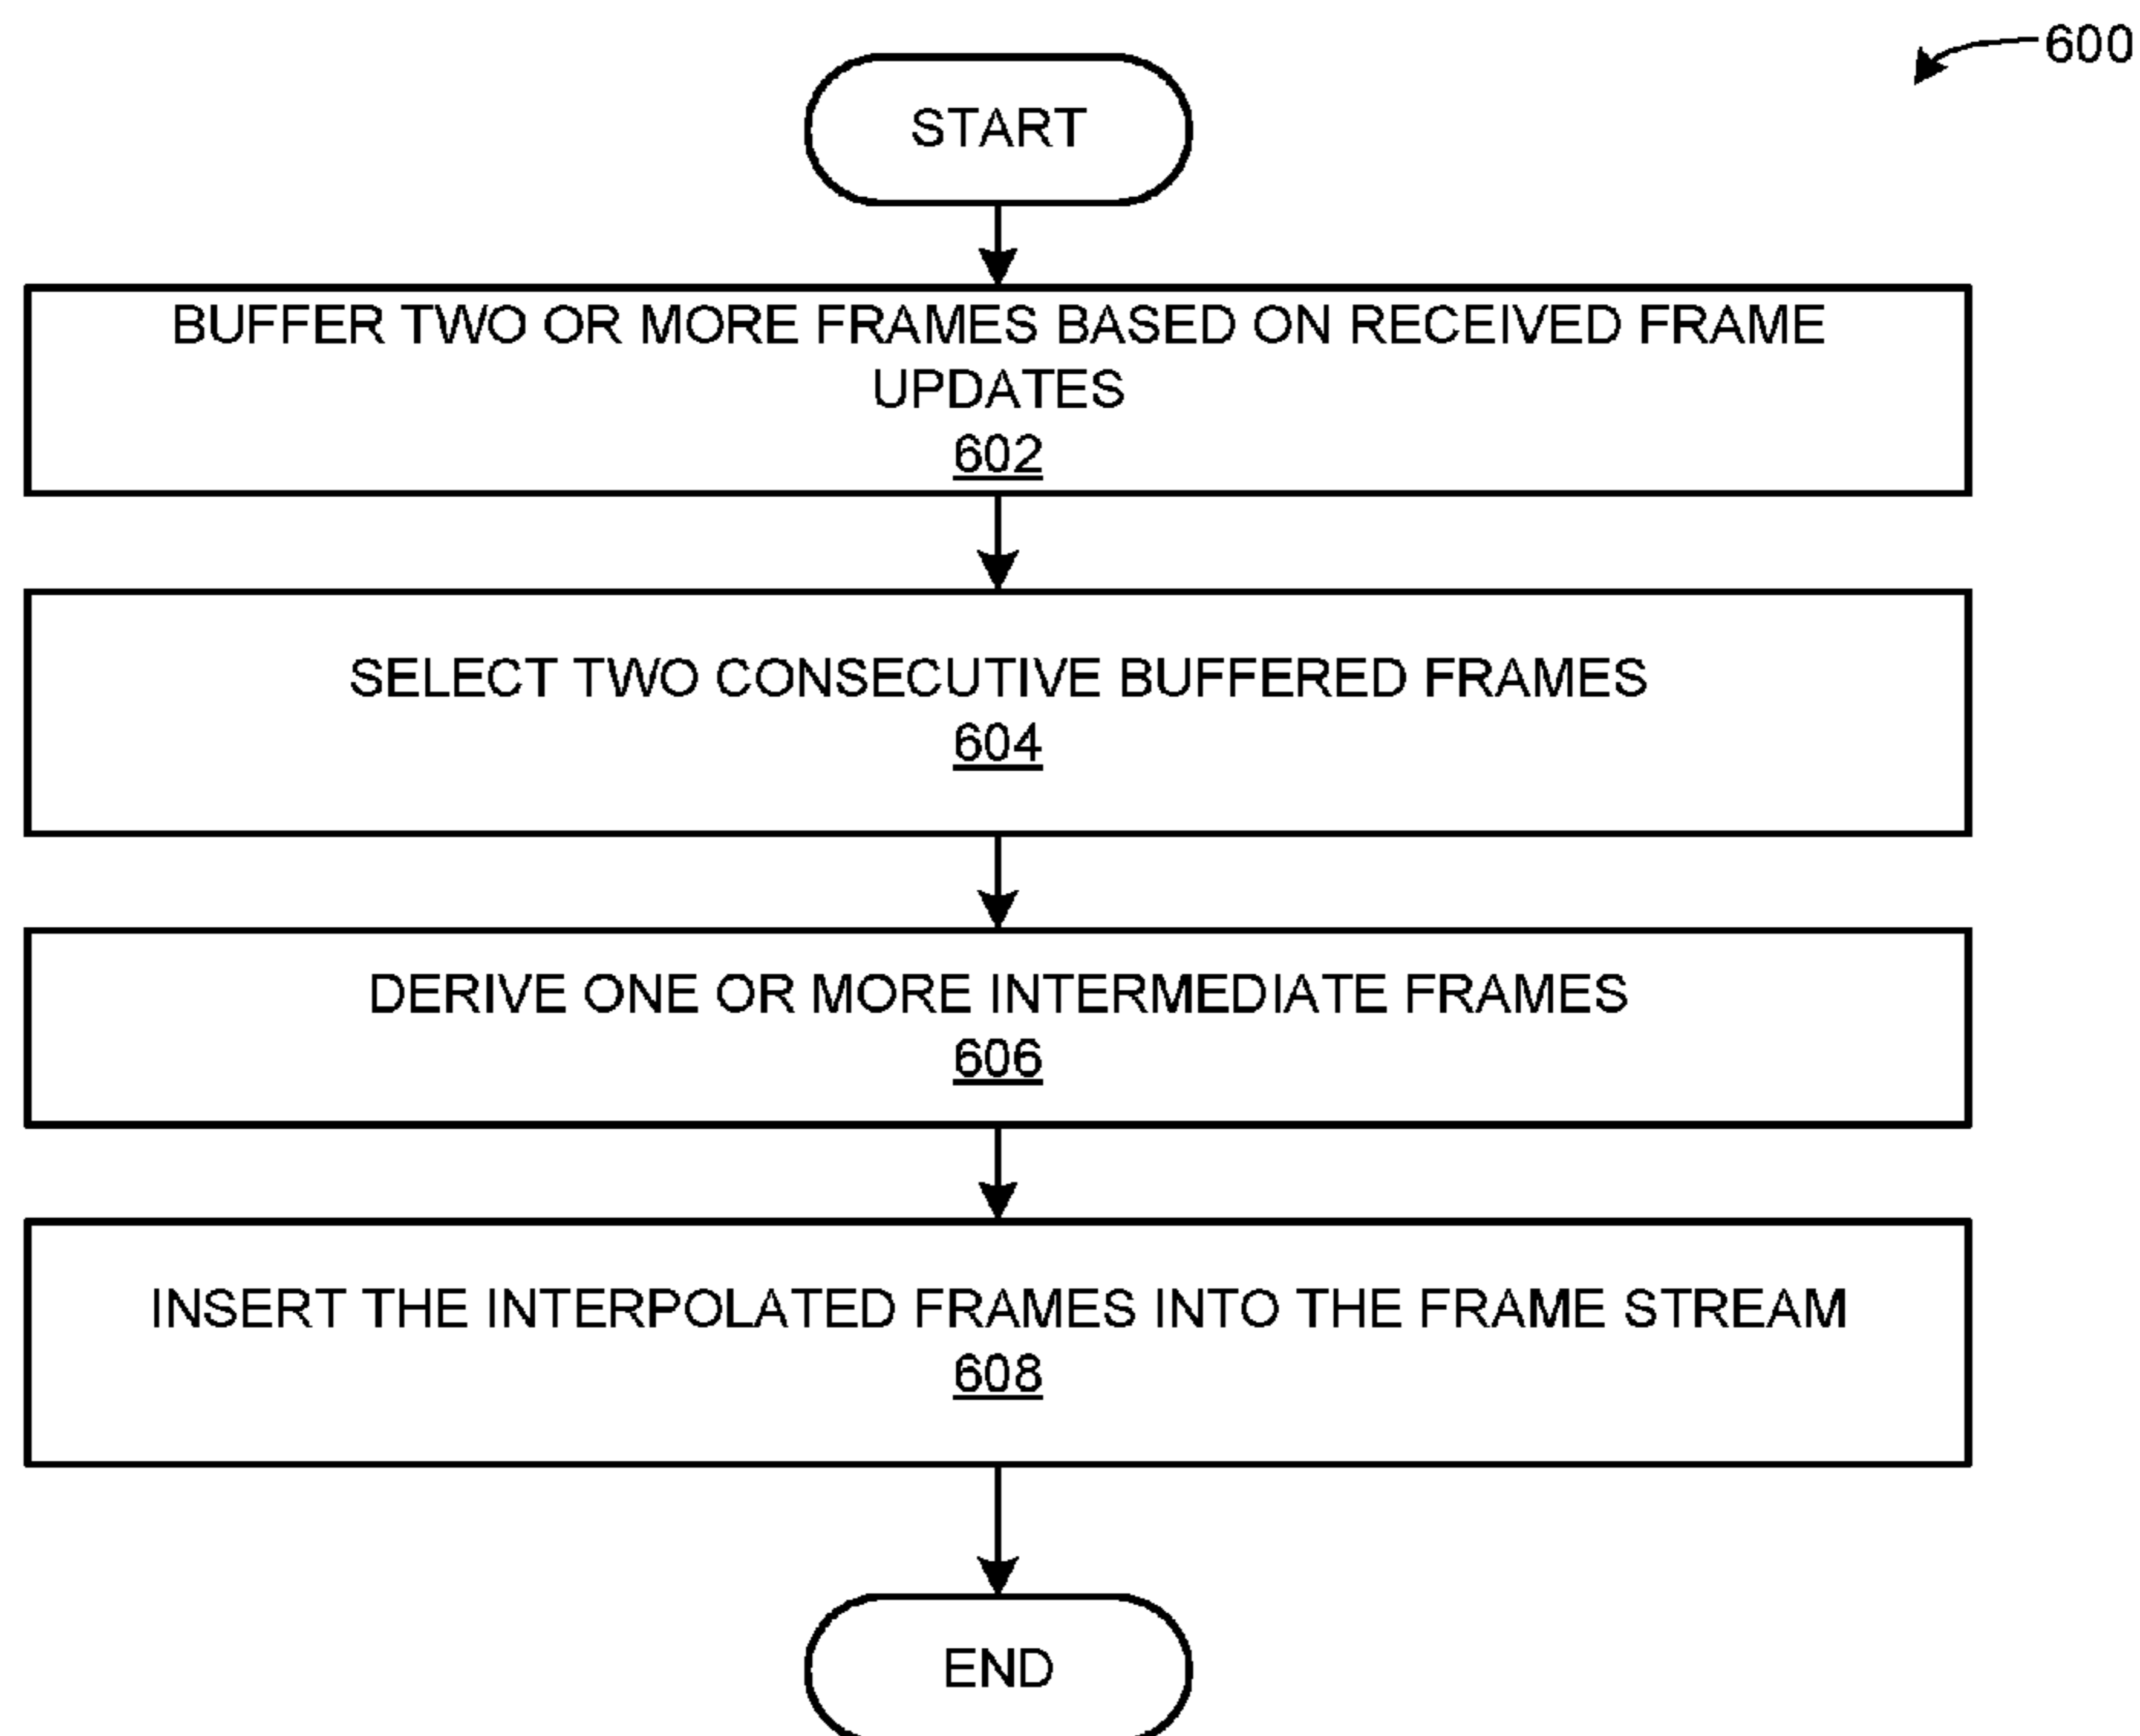 600
START
BUFFER TWO OR MORE FRAMES BASED ON RECEIVED FRAME
UPDATES
602
SELECT TWO CONSECUTIVE BUFFERED FRAMES
604
DERIVE ONE OR MORE INTERMEDIATE FRAMES
606
INSERT THE INTERPOLATED FRAMES INTO THE FRAME STREAM
608
END